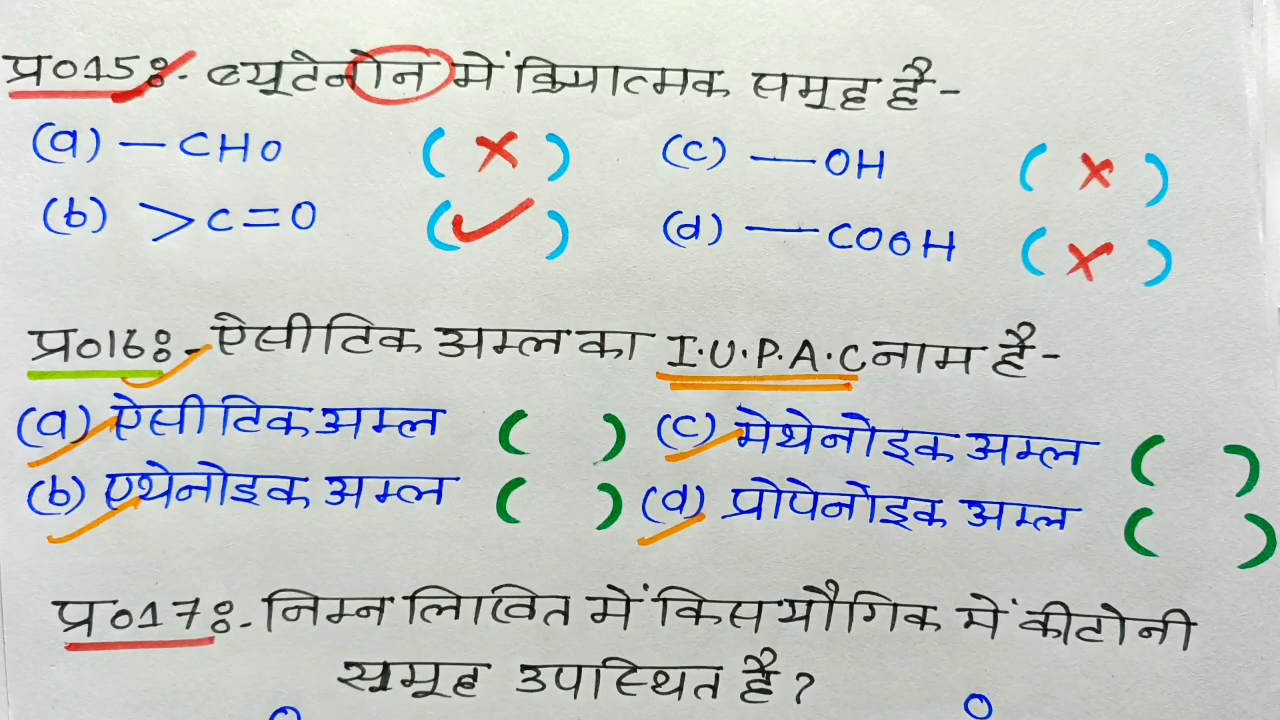 प्र०15ः- ब्यूटेनोन में क्रियात्मक समूह है-
(a) —CHO ( × ) (c) —OH ( × )
(b) >C=O ( ✓ ) (d) —COOH ( × )
प्र०16ः- ऐसीटिक अम्ल का I.U.P.A.C नाम है-
(a) ऐसीटिक अम्ल ( ) (c) मेथेनोइक अम्ल ( )
(b) एथेनोइक अम्ल ( ) (d) प्रोपेनोइक अम्ल ( )
प्र०17ः- निम्न लिखित में किस यौगिक में कीटोनी
समूह उपस्थित है?